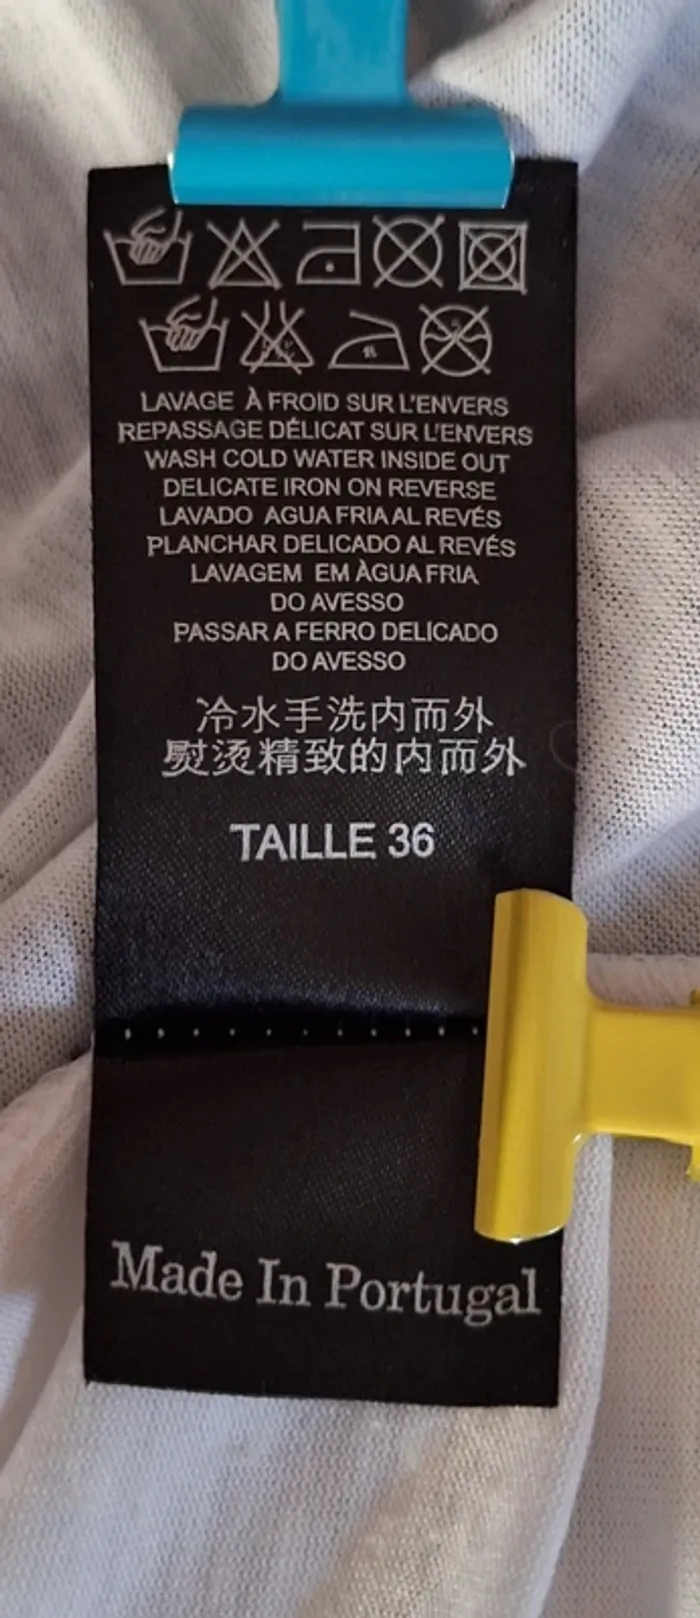 LAVAGE À FROID SUR L'ENVERS
REPASSAGE DÉLICAT SUR L'ENVERS
WASH COLD WATER INSIDE OUT
DELICATE IRON ON REVERSE
LAVADO AGUA FRIA AL REVÉS
PLANCHAR DELICADO AL REVÉS
LAVAGEM EM ÀGUA FRIA
DO AVESSO
PASSAR A FERRO DELICADO
DO AVESSO
冷水手洗内而外
熨烫精致的内而外
TAILLE 36
Made In Portugal